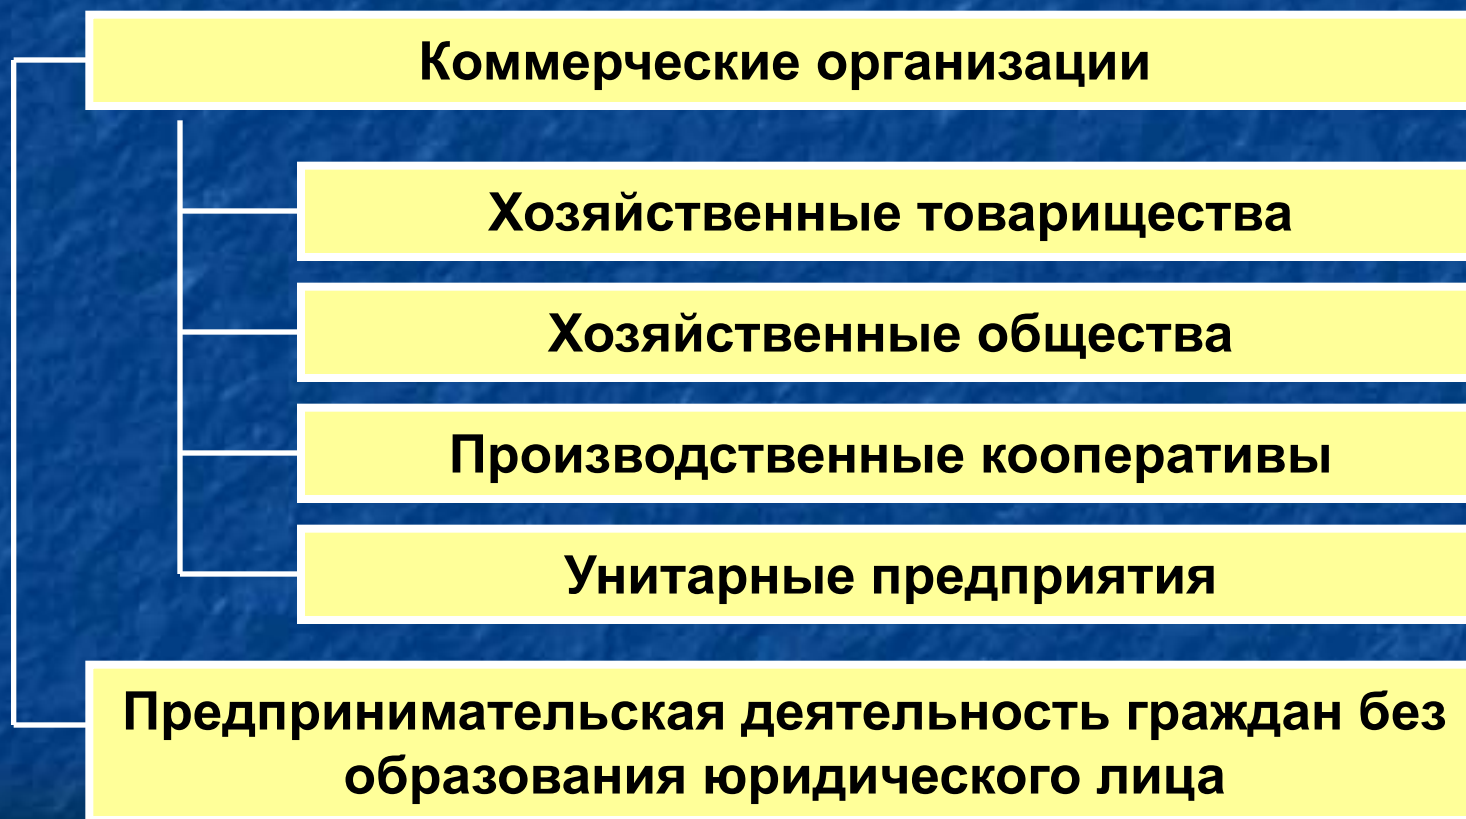 Коммерческие организации
Хозяйственные товарищества
Хозяйственные общества
Производственные кооперативы
Унитарные предприятия
Предпринимательская деятельность граждан без
образования юридического лица